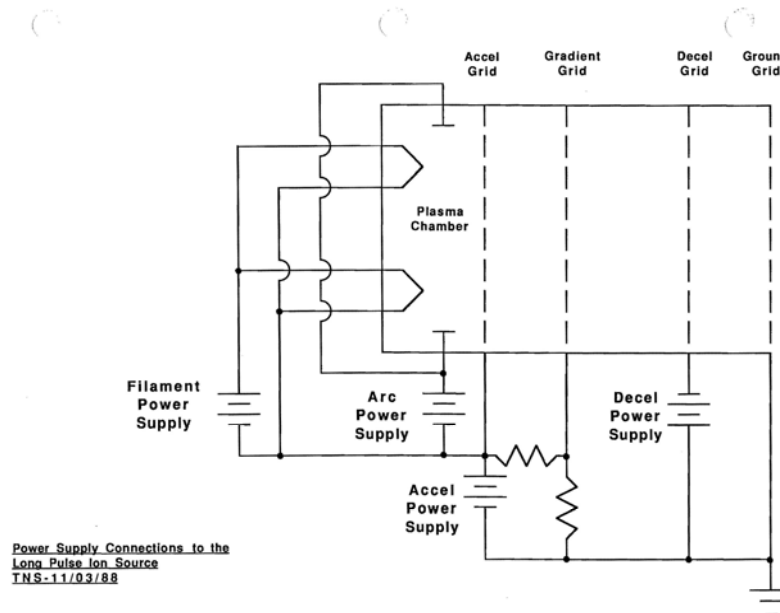 Accel
Grid
Gradient
Grid
Decel
Grid
Groun
Grid
Plasma
Chamber
Filament
Power
Supply
Arc
Power
Supply
Decel
Power
Supply
Accel
Power
Supply
Power Supply Connections to the
Long Pulse Ion Source
TNS-11/03/88